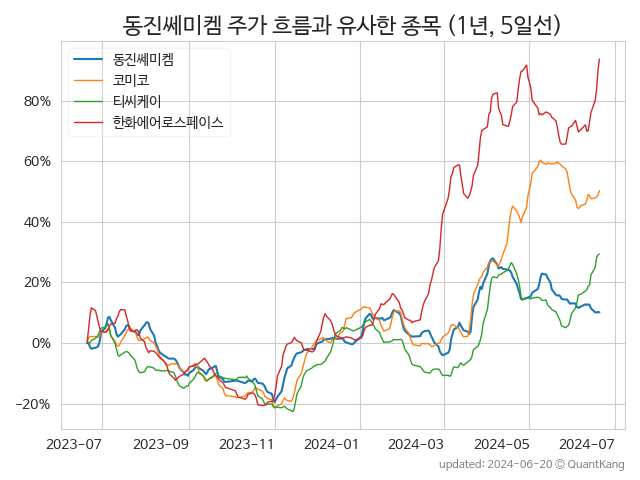 동진쎄미켐 주가 흐름과 유사한 종목 (1년, 5일선)
동진쎄미켐
코미코
티씨케이
한화에어로스페이스
80%
60%
40%
20%
0%
−20%
2023-07
2023-09
2023-11
2024-01
2024-03
2024-05
2024-07
updated: 2024-06-20 © QuantKang